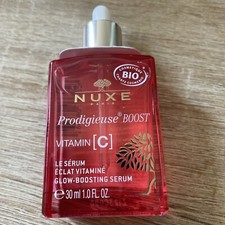 COSMÉTIQUE
BIO
NUXE
PARIS
Prodigieuse® BOOST
VITAMIN [C]
LE SÉRUM
ÉCLAT VITAMINÉ
GLOW-BOOSTING SERUM
℮ 30 ml 1.0 FL. OZ.